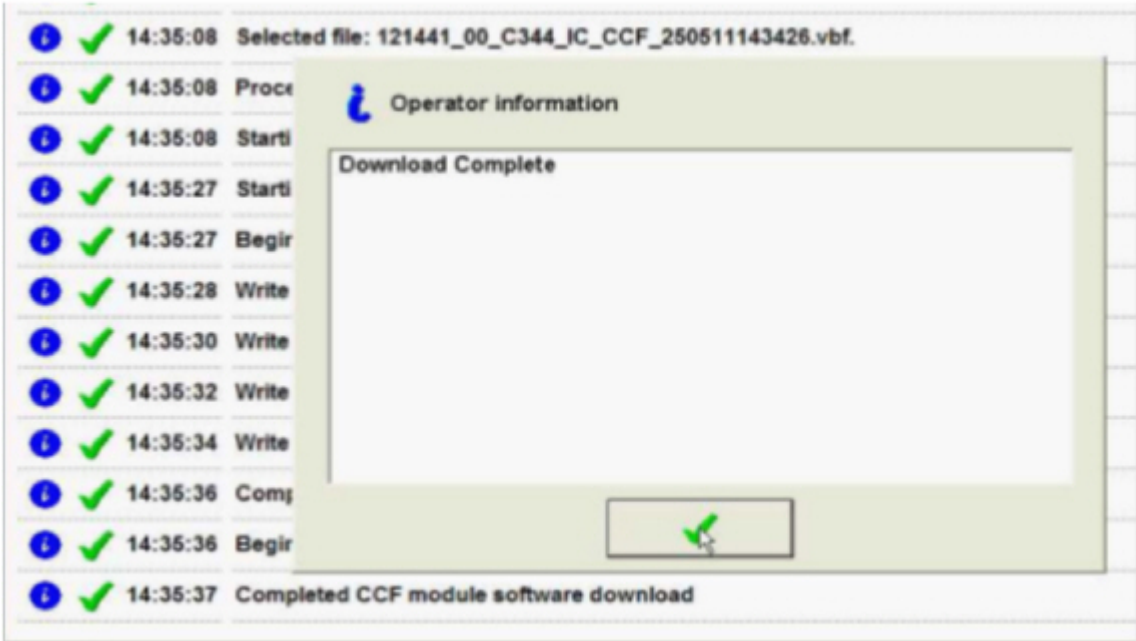 14:35:08 Selected file: 121441_00_C344_IC_CCF_250511143426.vbf.
14:35:08 Proce
14:35:08 Starti
14:35:27 Starti
14:35:27 Begin
14:35:28 Write
14:35:30 Write
14:35:32 Write
14:35:34 Write
14:35:36 Comp
14:35:36 Begin
14:35:37 Completed CCF module software download
Operator information
Download Complete